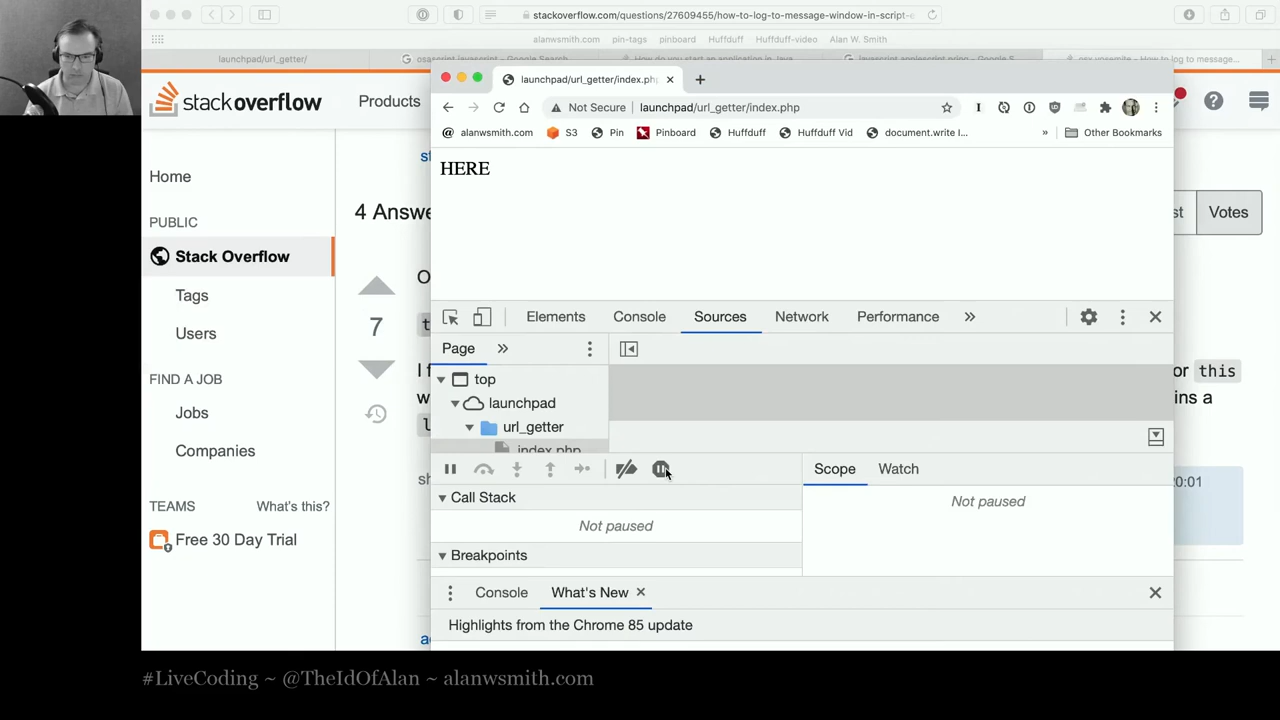 stackoverflow.com/questions/27609455/how-to-log-to-message-window-in-script-e
alanwsmith.com pin-tags pinboard Huffduff Huffduff-video Alan W. Smith
launchpad/url_getter/
launchpad/url_getter/index.php
Not Secure launchpad/url_getter/index.php
alanwsmith.com S3 Pin Pinboard Huffduff Huffduff Vid document.write I... » Other Bookmarks
stackoverflow Products
HERE
Home
PUBLIC
Stack Overflow
Tags
Users
FIND A JOB
Jobs
Companies
TEAMS What's this?
Free 30 Day Trial
4 Answe
st Votes
7
or this
ins a
20:01
Elements Console Sources Network Performance »
Page »
top
launchpad
url_getter
index.php
Scope Watch
Call Stack
Not paused
Not paused
Breakpoints
Console What's New
Highlights from the Chrome 85 update
#LiveCoding ~ @TheIdOfAlan ~ alanwsmith.com